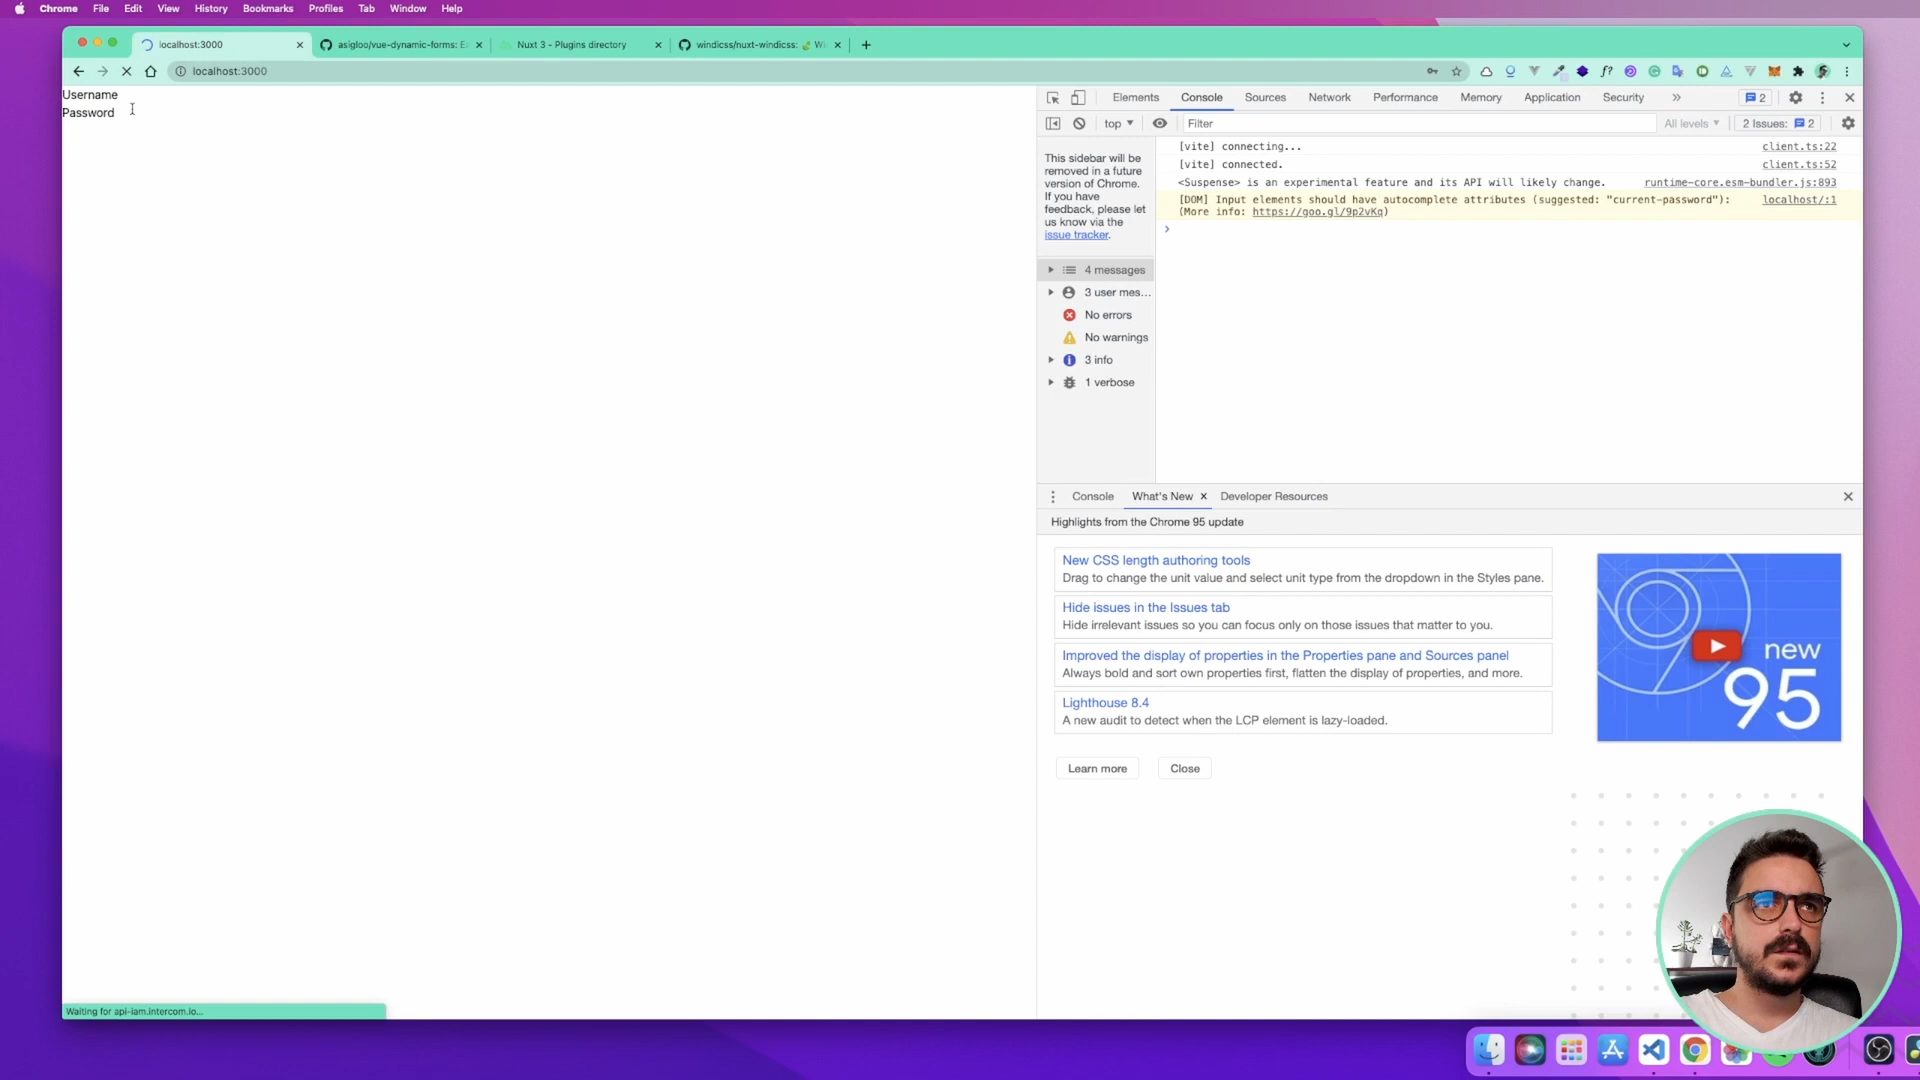 Chrome File Edit View History Bookmarks Profiles Tab Window Help
localhost:3000
asigloo/vue-dynamic-forms: E
Nuxt 3 - Plugins directory
windicss/nuxt-windicss:
localhost:3000
Username
Password
Elements Console Sources Network Performance Memory Application Security
2
top
Filter
All levels
2 Issues: 2
This sidebar will be
removed in a future
version of Chrome.
If you have
feedback, please let
us know via the
issue tracker.
4 messages
3 user mes...
No errors
No warnings
3 info
1 verbose
[vite] connecting... client.ts:22
[vite] connected. client.ts:52
<Suspense> is an experimental feature and its API will likely change. runtime-core.esm-bundler.js:893
[DOM] Input elements should have autocomplete attributes (suggested: "current-password"): localhost/:1
(More info: https://goo.gl/9p2vKq)
Console What's New Developer Resources
Highlights from the Chrome 95 update
New CSS length authoring tools
Drag to change the unit value and select unit type from the dropdown in the Styles pane.
Hide issues in the Issues tab
Hide irrelevant issues so you can focus only on those issues that matter to you.
Improved the display of properties in the Properties pane and Sources panel
Always bold and sort own properties first, flatten the display of properties, and more.
Lighthouse 8.4
A new audit to detect when the LCP element is lazy-loaded.
new
95
Learn more
Close
Waiting for api-iam.intercom.io...